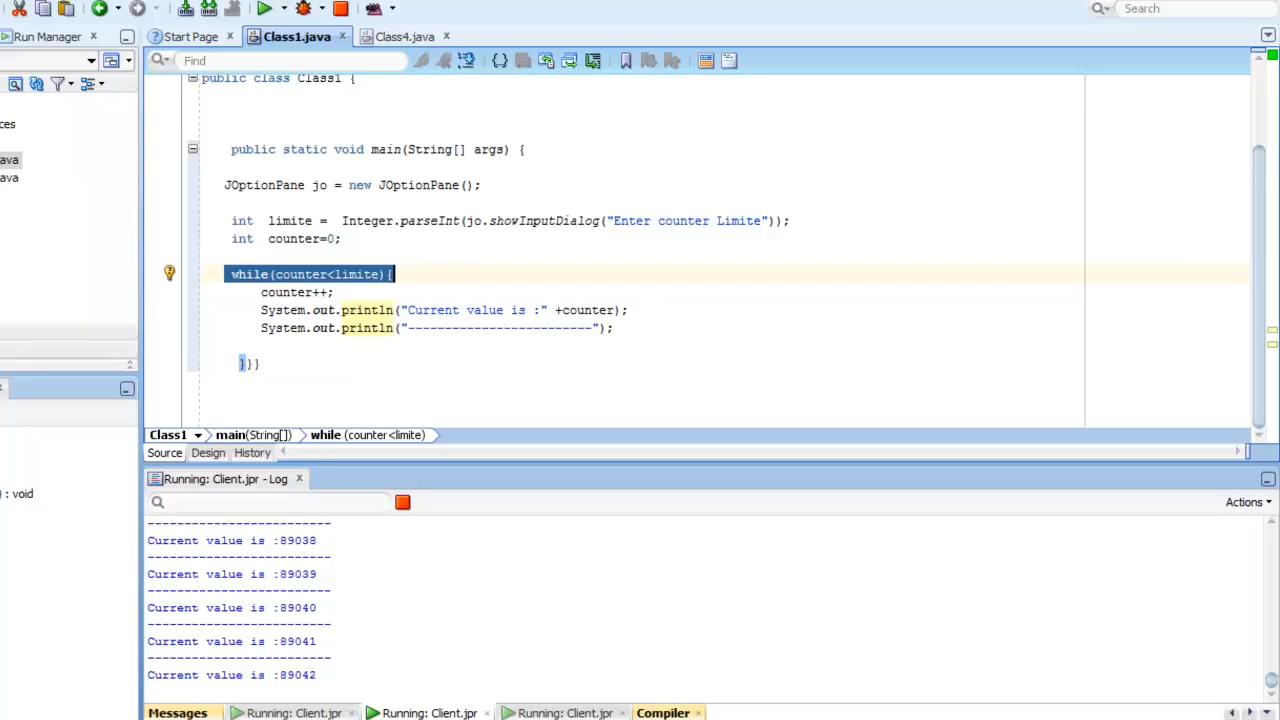 Search
Run Manager
Start Page
Class1.java
Class4.java
Find
public class Class1 {
ces
ava
ava
public static void main(String[] args) {
JOptionPane jo = new JOptionPane();
int limite = Integer.parseInt(jo.showInputDialog("Enter counter Limite"));
int counter=0;
while(counter<limite){
counter++;
System.out.println("Current value is :" +counter);
System.out.println("-------------------------");
}}}
Class1 main(String[]) while (counter<limite)
Source Design History
) : void
Running: Client.jpr - Log
Actions
-------------------------
Current value is :89038
-------------------------
Current value is :89039
-------------------------
Current value is :89040
-------------------------
Current value is :89041
-------------------------
Current value is :89042
Messages Running: Client.jpr Running: Client.jpr Running: Client.jpr Compiler